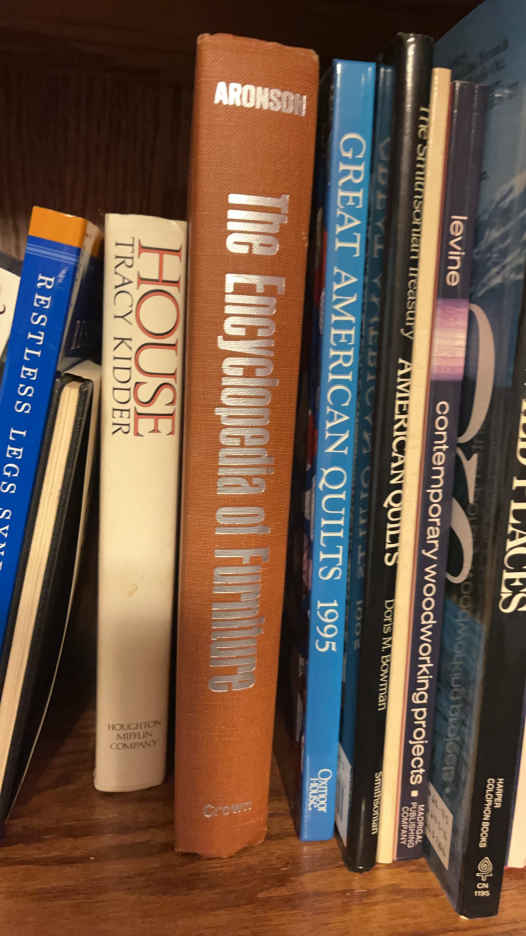 RESTLESS LEGS
HOUSE
TRACY KIDDER
HOUGHTON
MIFFLIN
COMPANY
ARONSON
The Encyclopedia of Furniture
Crown
GREAT AMERICAN QUILTS 1995
Oxmoor
House
The Smithsonian Treasury
AMERICAN QUILTS
Doris M. Bowman
Smithsonian
levine
contemporary woodworking projects
MADRIGAL
PUBLISHING
COMPANY
PLACES
HARPER
COLOPHON BOOKS
CN
1195